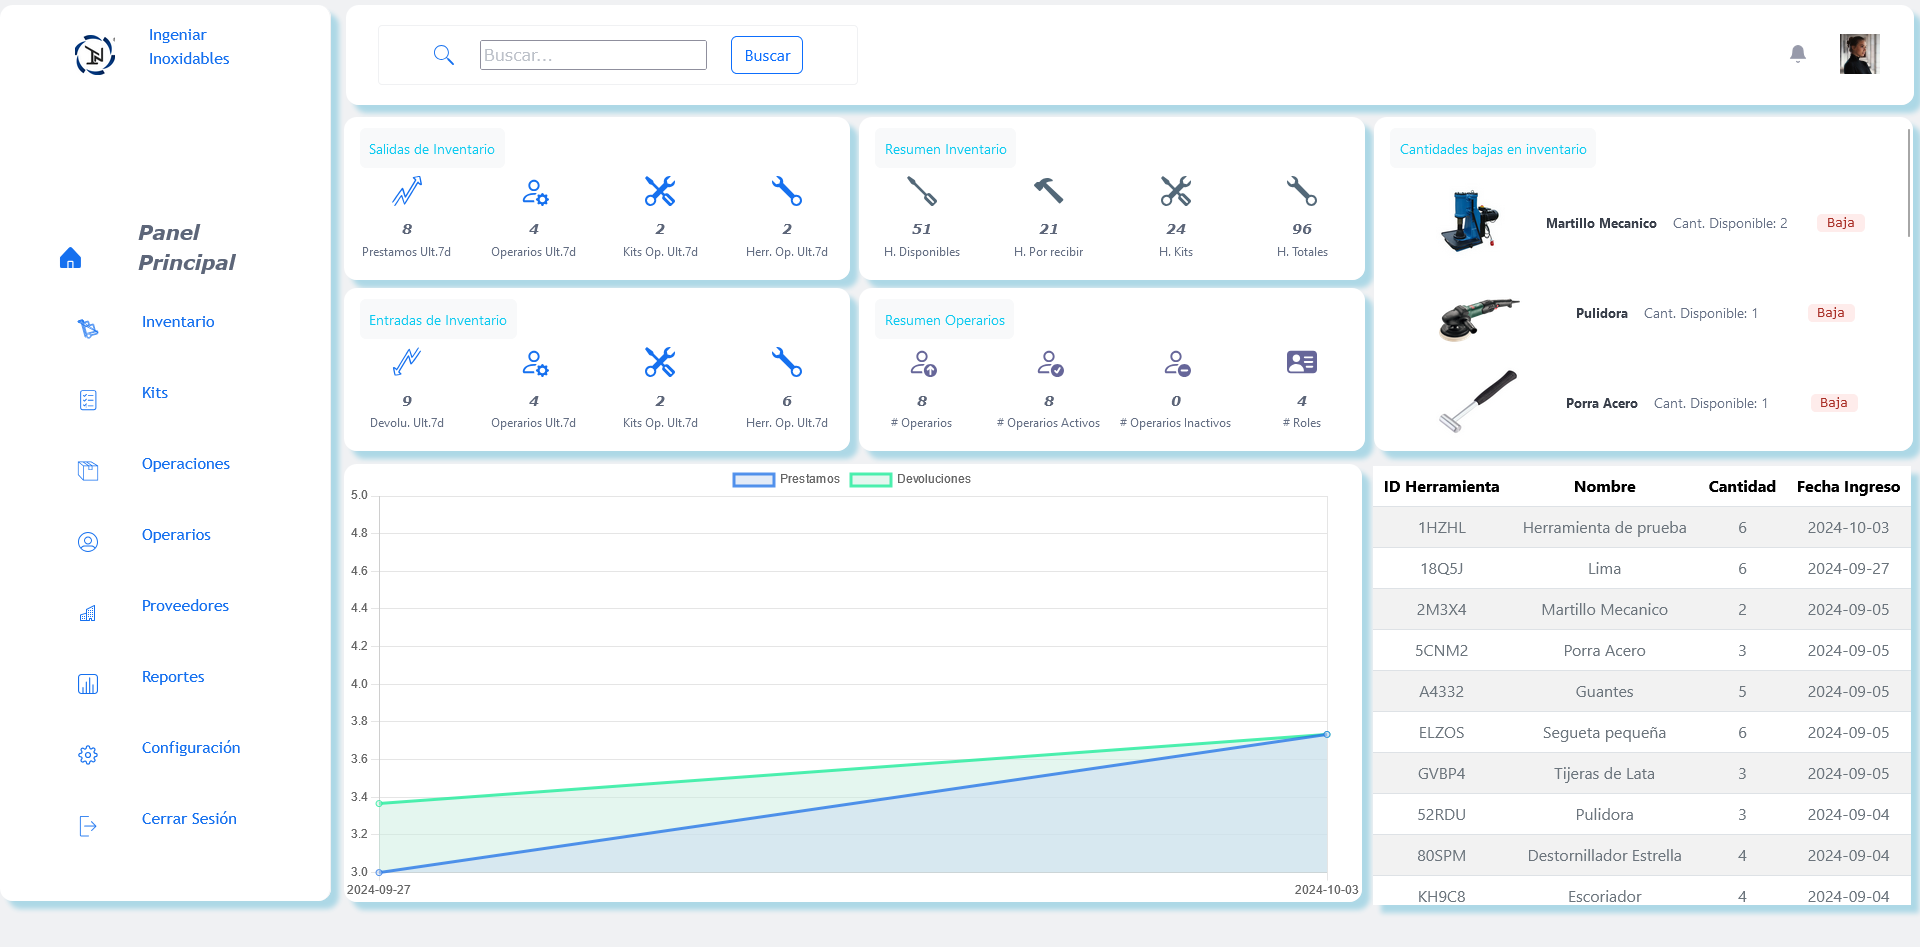 Ingeniar
Inoxidables
Panel
Principal
Inventario
Kits
Operaciones
Operarios
Proveedores
Reportes
Configuración
Cerrar Sesión
Buscar...
Buscar
Salidas de Inventario
8 4 2 2
Prestamos Ult.7d Operarios Ult.7d Kits Op. Ult.7d Herr. Op. Ult.7d
Resumen Inventario
51 21 24 96
H. Disponibles H. Por recibir H. Kits H. Totales
Entradas de Inventario
9 4 2 6
Devolu. Ult.7d Operarios Ult.7d Kits Op. Ult.7d Herr. Op. Ult.7d
Resumen Operarios
8 8 0 4
# Operarios # Operarios Activos # Operarios Inactivos # Roles
Cantidades bajas en inventario
Martillo Mecanico Cant. Disponible: 2 Baja
Pulidora Cant. Disponible: 1 Baja
Porra Acero Cant. Disponible: 1 Baja
Prestamos Devoluciones
5.0
4.8
4.6
4.4
4.2
4.0
3.8
3.6
3.4
3.2
3.0
2024-09-27 2024-10-03
ID Herramienta Nombre Cantidad Fecha Ingreso
1HZHL Herramienta de prueba 6 2024-10-03
18Q5J Lima 6 2024-09-27
2M3X4 Martillo Mecanico 2 2024-09-05
5CNM2 Porra Acero 3 2024-09-05
A4332 Guantes 5 2024-09-05
ELZOS Segueta pequeña 6 2024-09-05
GVBP4 Tijeras de Lata 3 2024-09-05
52RDU Pulidora 3 2024-09-04
80SPM Destornillador Estrella 4 2024-09-04
KH9C8 Escoriador 4 2024-09-04